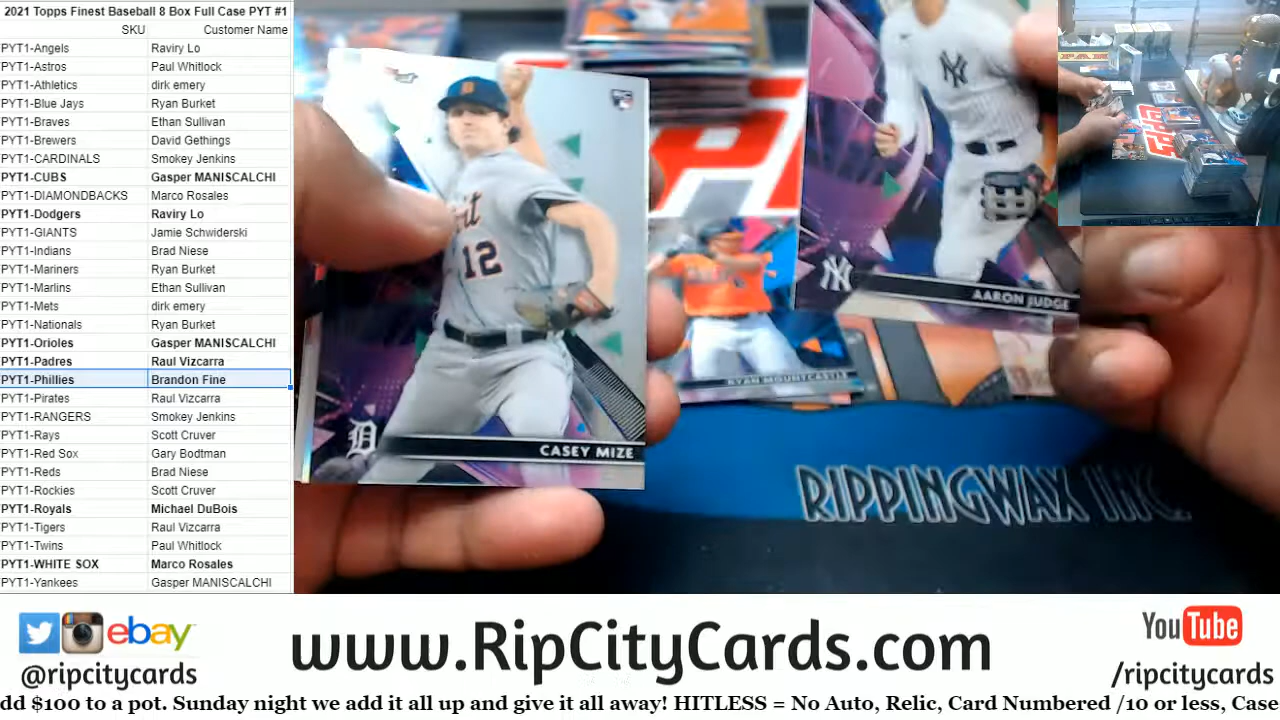 2021 Topps Finest Baseball 8 Box Full Case PYT #1
SKU Customer Name
PYT1-Angels Raviry Lo
PYT1-Astros Paul Whitlock
PYT1-Athletics dirk emery
PYT1-Blue Jays Ryan Burket
PYT1-Braves Ethan Sullivan
PYT1-Brewers David Gethings
PYT1-CARDINALS Smokey Jenkins
PYT1-CUBS Gasper MANISCALCHI
PYT1-DIAMONDBACKS Marco Rosales
PYT1-Dodgers Raviry Lo
PYT1-GIANTS Jamie Schwiderski
PYT1-Indians Brad Niese
PYT1-Mariners Ryan Burket
PYT1-Marlins Ethan Sullivan
PYT1-Mets dirk emery
PYT1-Nationals Ryan Burket
PYT1-Orioles Gasper MANISCALCHI
PYT1-Padres Raul Vizcarra
PYT1-Phillies Brandon Fine
PYT1-Pirates Raul Vizcarra
PYT1-RANGERS Smokey Jenkins
PYT1-Rays Scott Cruver
PYT1-Red Sox Gary Bodtman
PYT1-Reds Brad Niese
PYT1-Rockies Scott Cruver
PYT1-Royals Michael DuBois
PYT1-Tigers Raul Vizcarra
PYT1-Twins Paul Whitlock
PYT1-WHITE SOX Marco Rosales
PYT1-Yankees Gasper MANISCALCHI
12
D
CASEY MIZE
NY
NY
AARON JUDGE
RYAN MOUNTCASTLE
RIPPINGWAX INC.
TOPPS
ebay
@ripcitycards
www.RipCityCards.com
YouTube
/ripcitycards
dd $100 to a pot. Sunday night we add it all up and give it all away! HITLESS = No Auto, Relic, Card Numbered /10 or less, Case